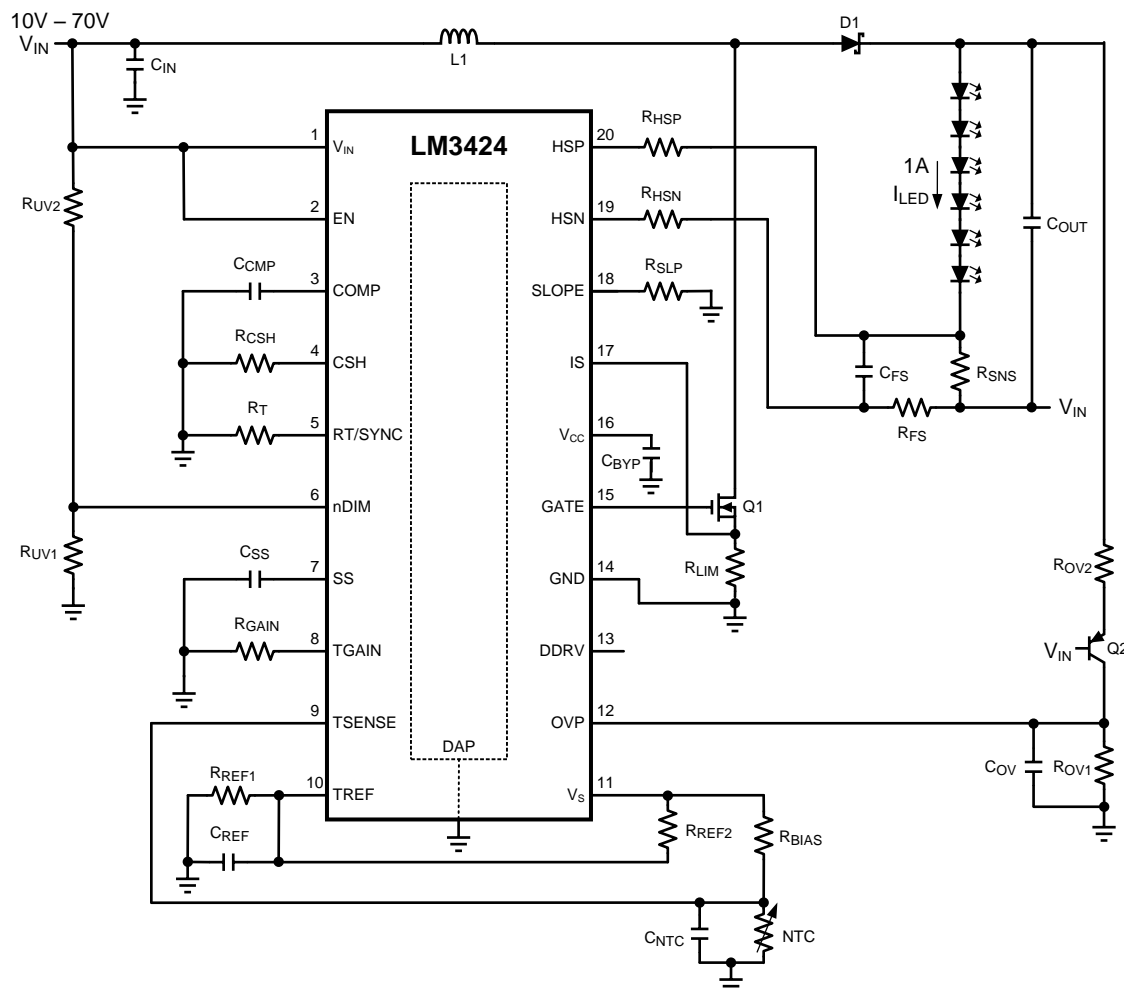 10V – 70V
VIN
CIN
L1
D1
LM3424
1
VIN
2
EN
CCMP
3
COMP
RCSH
4
CSH
RT
5
RT/SYNC
6
nDIM
RUV2
RUV1
CSS
7
SS
RGAIN
8
TGAIN
9
TSENSE
RREF1
10
TREF
CREF
DAP
RHSP
20
HSP
RHSN
19
HSN
RSLP
18
SLOPE
17
IS
16
VCC
CBYP
15
GATE
Q1
RLIM
14
GND
13
DDRV
12
OVP
11
VS
RREF2
RBIAS
CNTC
NTC
1A
ILED
COUT
CFS
RSNS
RFS
VIN
ROV2
VIN
Q2
COV
ROV1